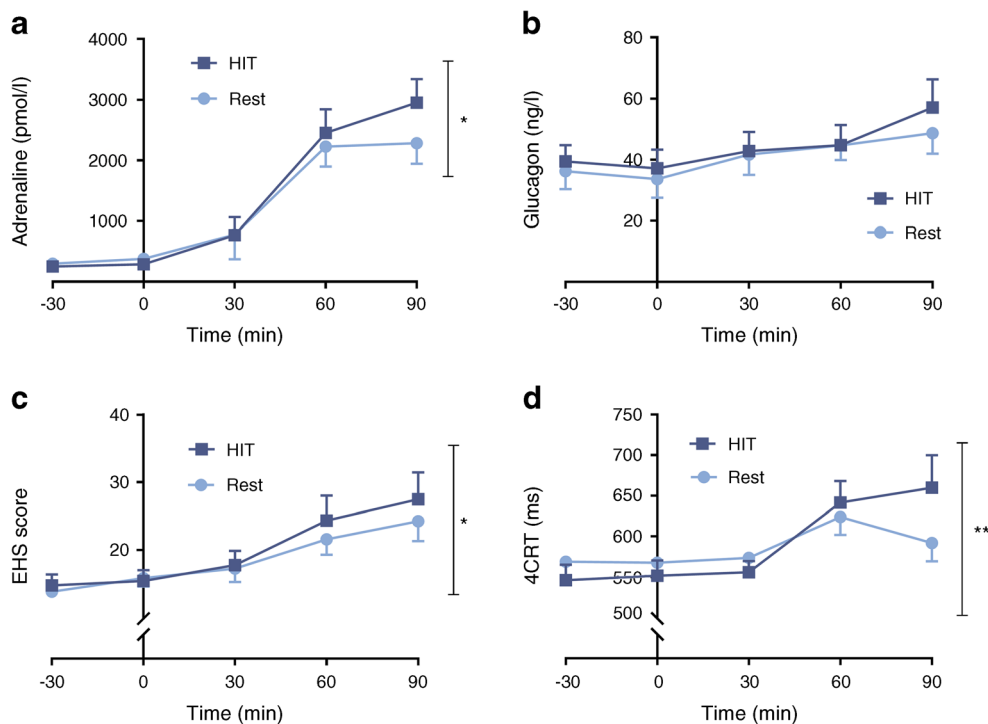 a
4000
3000
2000
1000
Adrenaline (pmol/l)
HIT
Rest
*
-30 0 30 60 90
Time (min)
b
80
60
40
20
Glucagon (ng/l)
HIT
Rest
-30 0 30 60 90
Time (min)
c
40
30
20
EHS score
HIT
Rest
*
-30 0 30 60 90
Time (min)
d
750
700
650
600
550
550
500
4CRT (ms)
HIT
Rest
**
-30 0 30 60 90
Time (min)